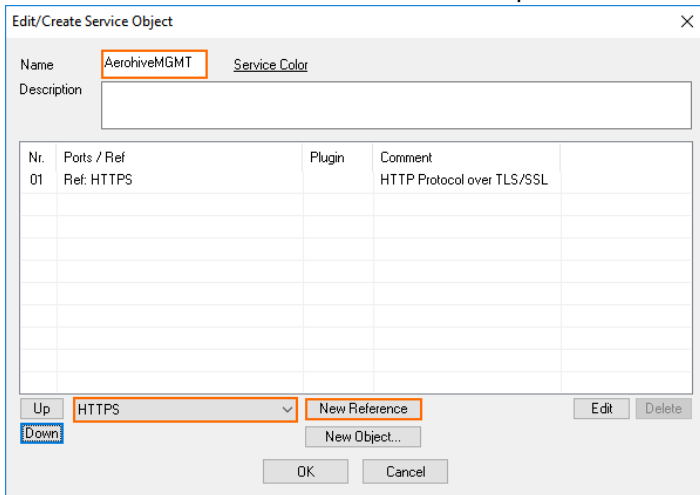 Edit/Create Service Object
Name AerohiveMGMT Service Color
Description
Nr. Ports / Ref Plugin Comment
01 Ref: HTTPS HTTP Protocol over TLS/SSL
Up HTTPS New Reference Edit Delete
Down New Object...
OK Cancel